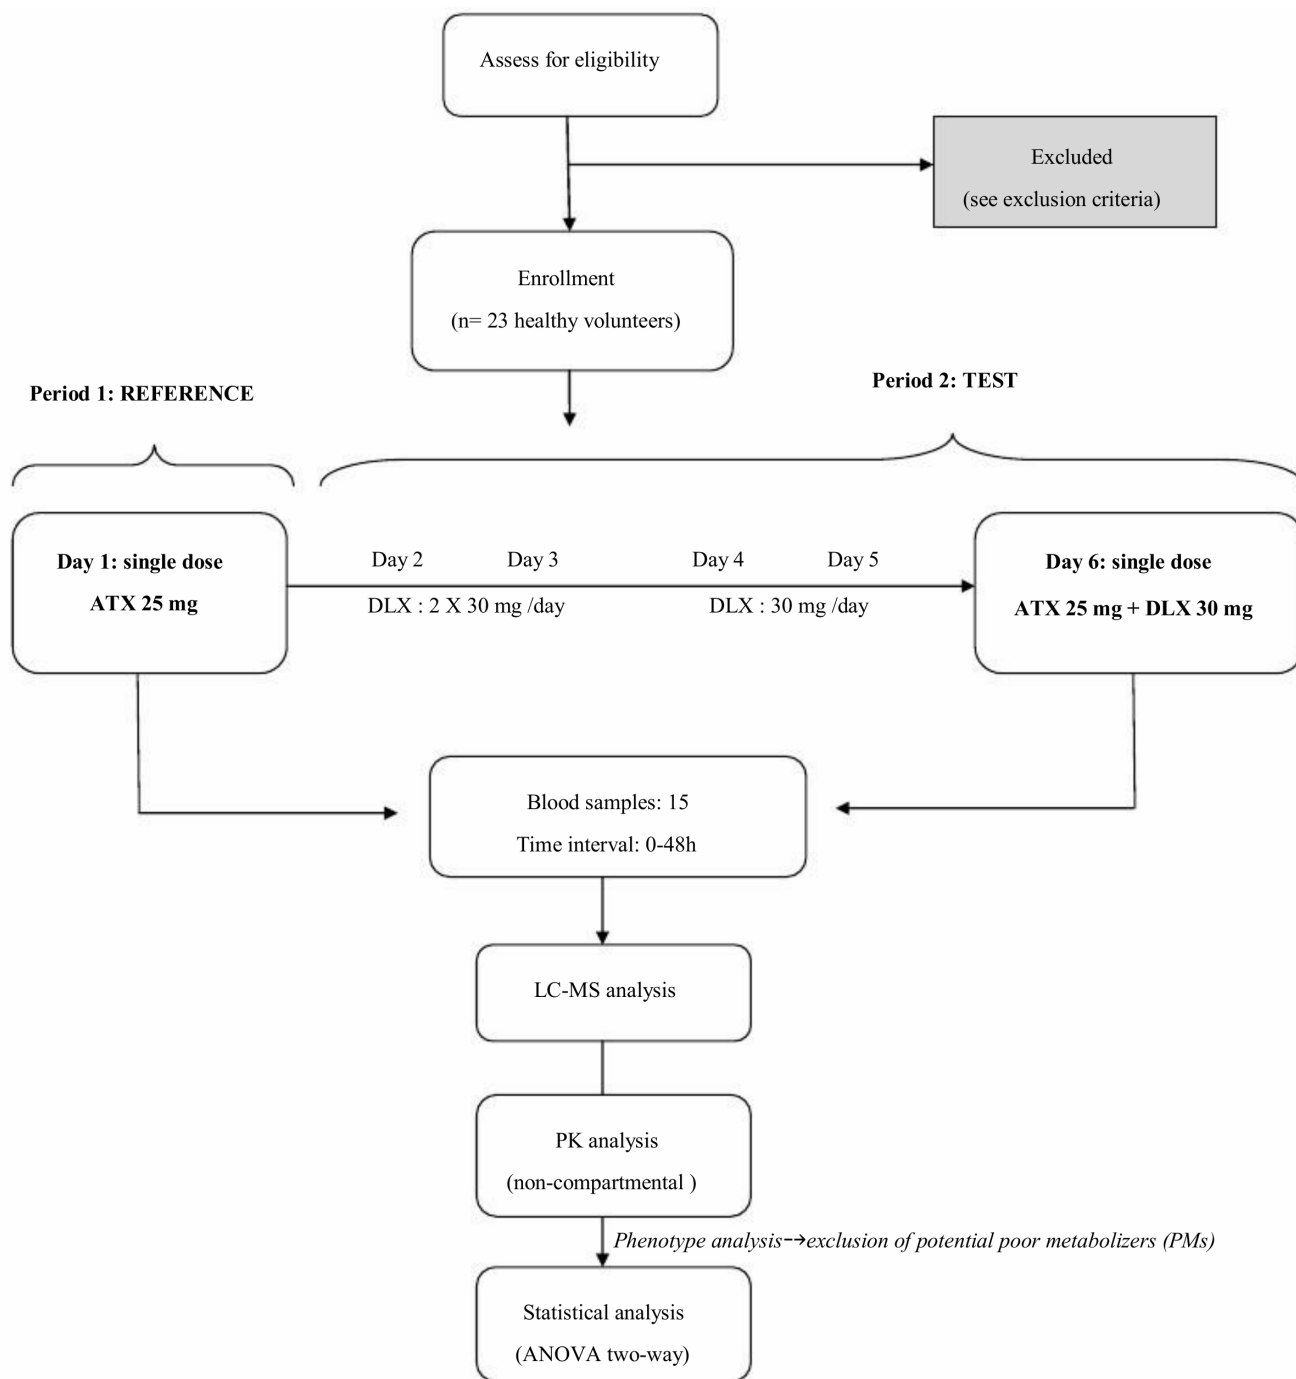 Assess for eligibility
Excluded
(see exclusion criteria)
Enrollment
(n= 23 healthy volunteers)
Period 1: REFERENCE
Period 2: TEST
Day 1: single dose
ATX 25 mg
Day 2
Day 3
Day 4
Day 5
DLX : 2 X 30 mg /day
DLX : 30 mg /day
Day 6: single dose
ATX 25 mg + DLX 30 mg
Blood samples: 15
Time interval: 0-48h
LC-MS analysis
PK analysis
(non-compartmental )
Phenotype analysis→exclusion of potential poor metabolizers (PMs)
Statistical analysis
(ANOVA two-way)